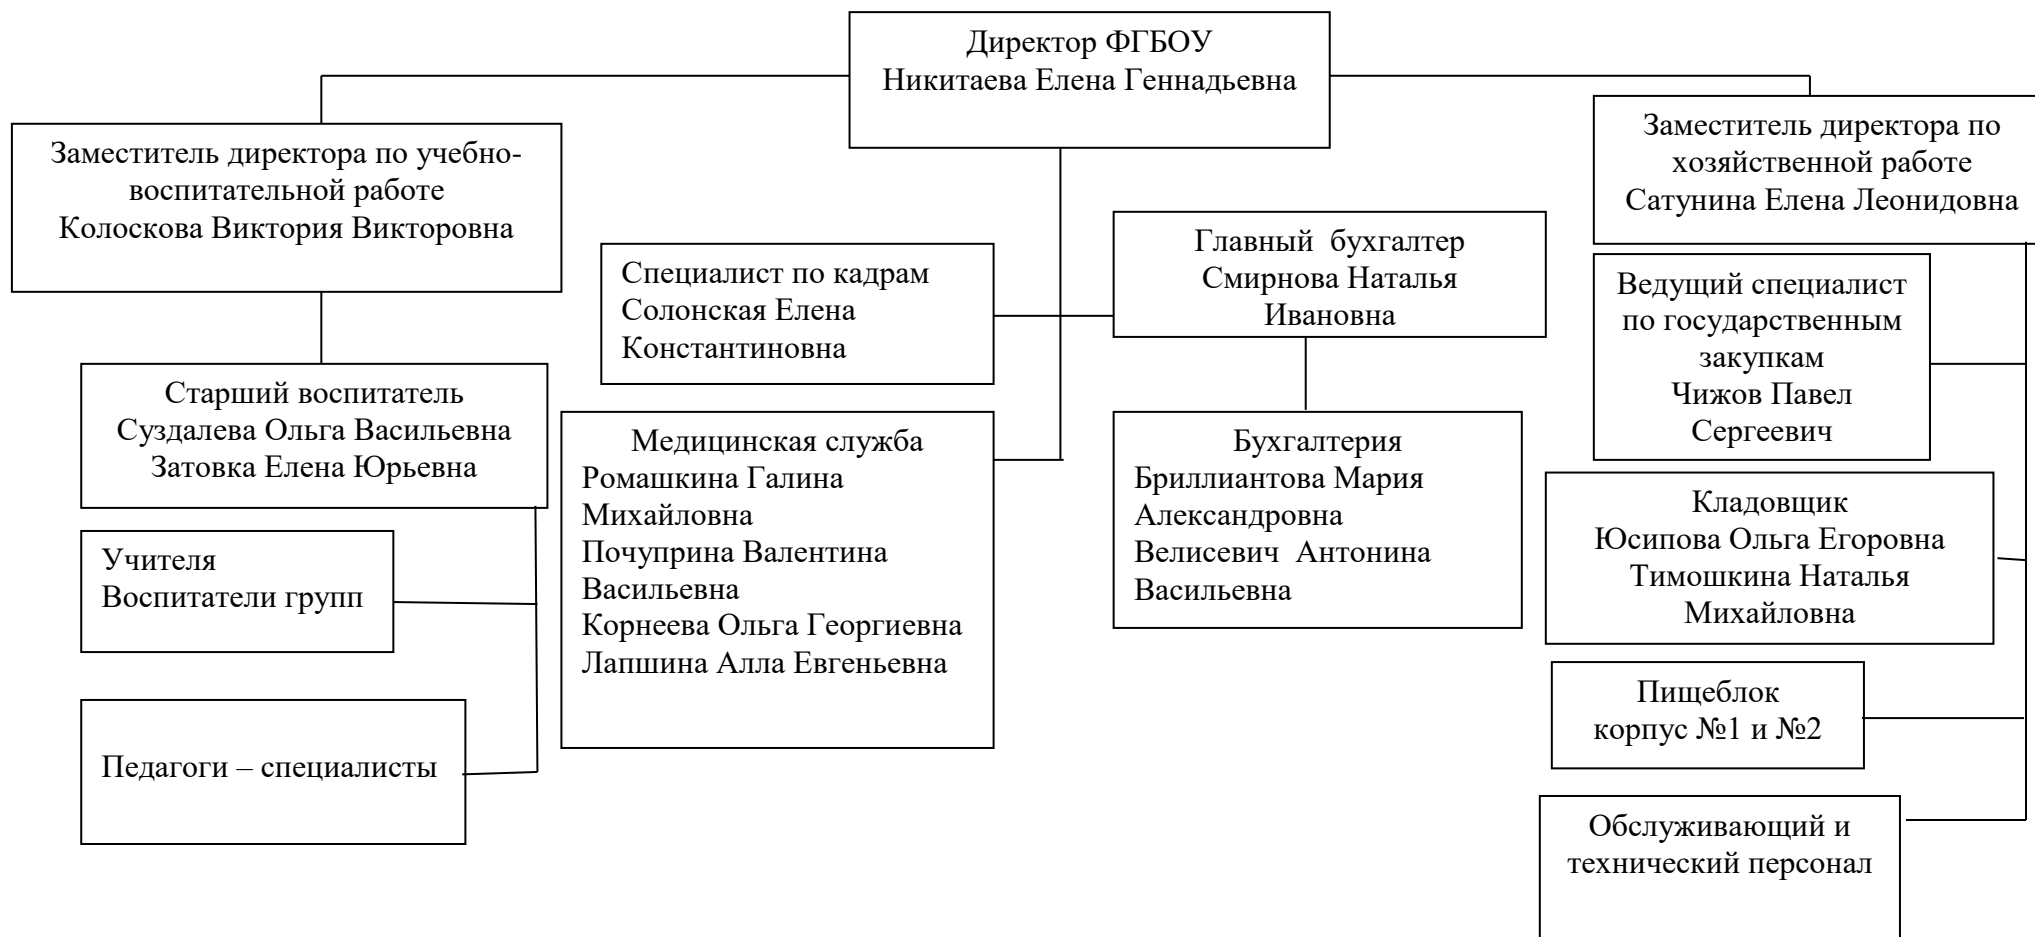 Директор ФГБОУ
Никитаева Елена Геннадьевна
Заместитель директора по учебно-
воспитательной работе
Колоскова Виктория Викторовна
Заместитель директора по
хозяйственной работе
Сатунина Елена Леонидовна
Специалист по кадрам
Солонская Елена
Константиновна
Главный  бухгалтер
Смирнова Наталья
Ивановна
Ведущий специалист
по государственным
закупкам
Чижов Павел
Сергеевич
Старший воспитатель
Суздалева Ольга Васильевна
Затовка Елена Юрьевна
Медицинская служба
Ромашкина Галина
Михайловна
Почуприна Валентина
Васильевна
Корнеева Ольга Георгиевна
Лапшина Алла Евгеньевна
Бухгалтерия
Бриллиантова Мария
Александровна
Велисевич  Антонина
Васильевна
Кладовщик
Юсипова Ольга Егоровна
Тимошкина Наталья
Михайловна
Учителя
Воспитатели групп
Пищеблок
корпус №1 и №2
Педагоги – специалисты
Обслуживающий и
технический персонал